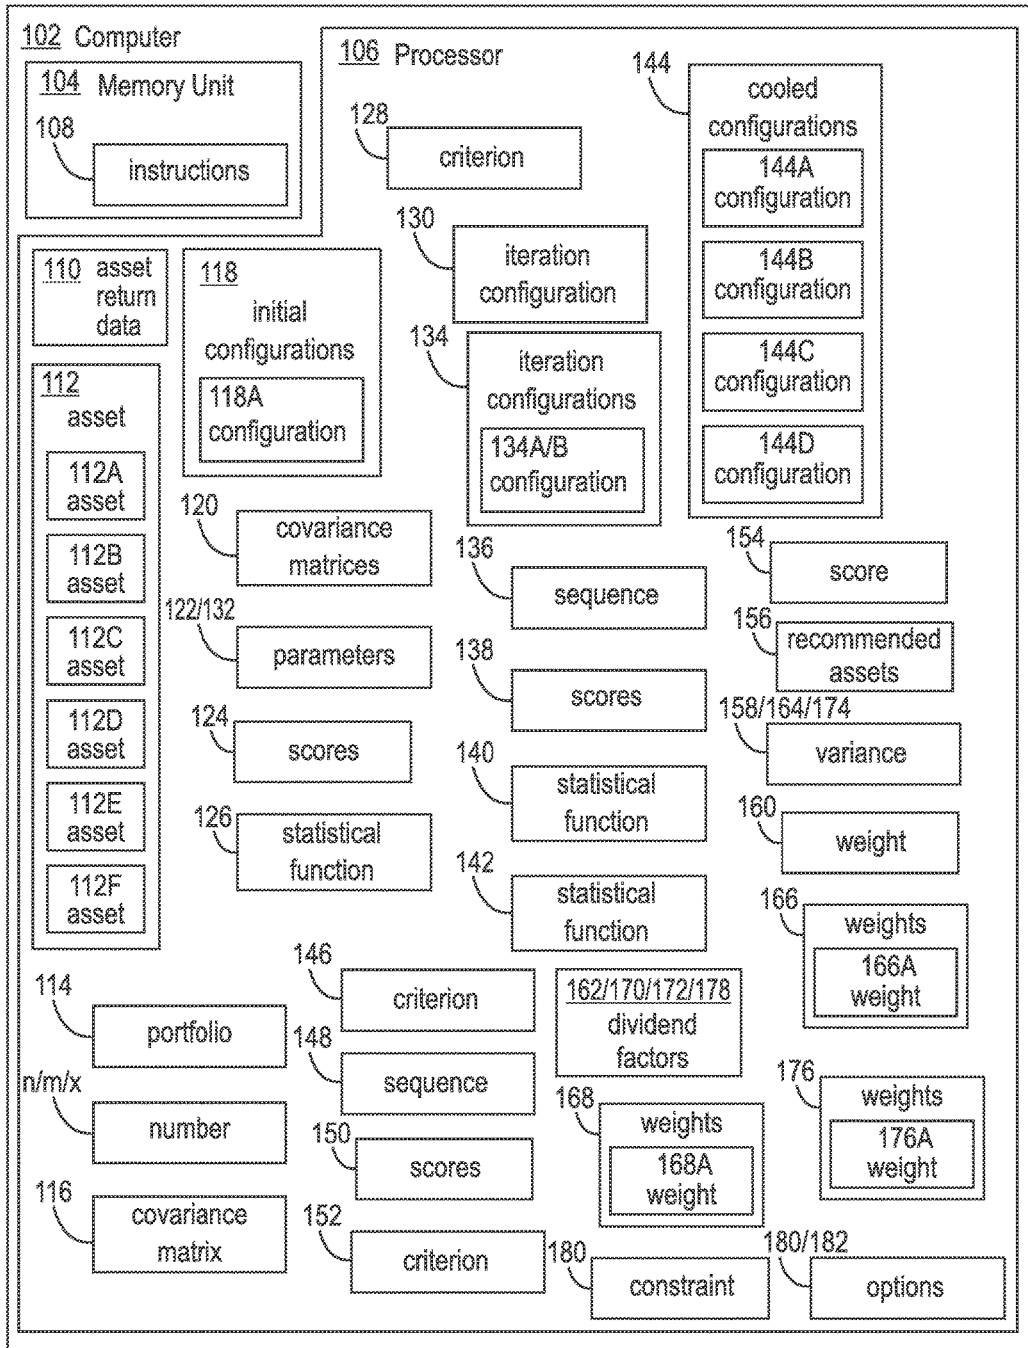 102 Computer
104 Memory Unit
108
instructions
106 Processor
128
criterion
130
iteration
configuration
134
iteration
configurations
134A/B
configuration
144
cooled
configurations
144A
configuration
144B
configuration
144C
configuration
144D
configuration
110 asset
return
data
112
asset
112A
asset
112B
asset
112C
asset
112D
asset
112E
asset
112F
asset
118
initial
configurations
118A
configuration
120
covariance
matrices
122/132
parameters
124
scores
126
statistical
function
136
sequence
138
scores
140
statistical
function
142
statistical
function
154
score
156
recommended
assets
158/164/174
variance
160
weight
166
weights
166A
weight
114
portfolio
n/m/x
number
116
covariance
matrix
146
criterion
148
sequence
150
scores
152
criterion
162/170/172/178
dividend
factors
168
weights
168A
weight
176
weights
176A
weight
180
constraint
180/182
options